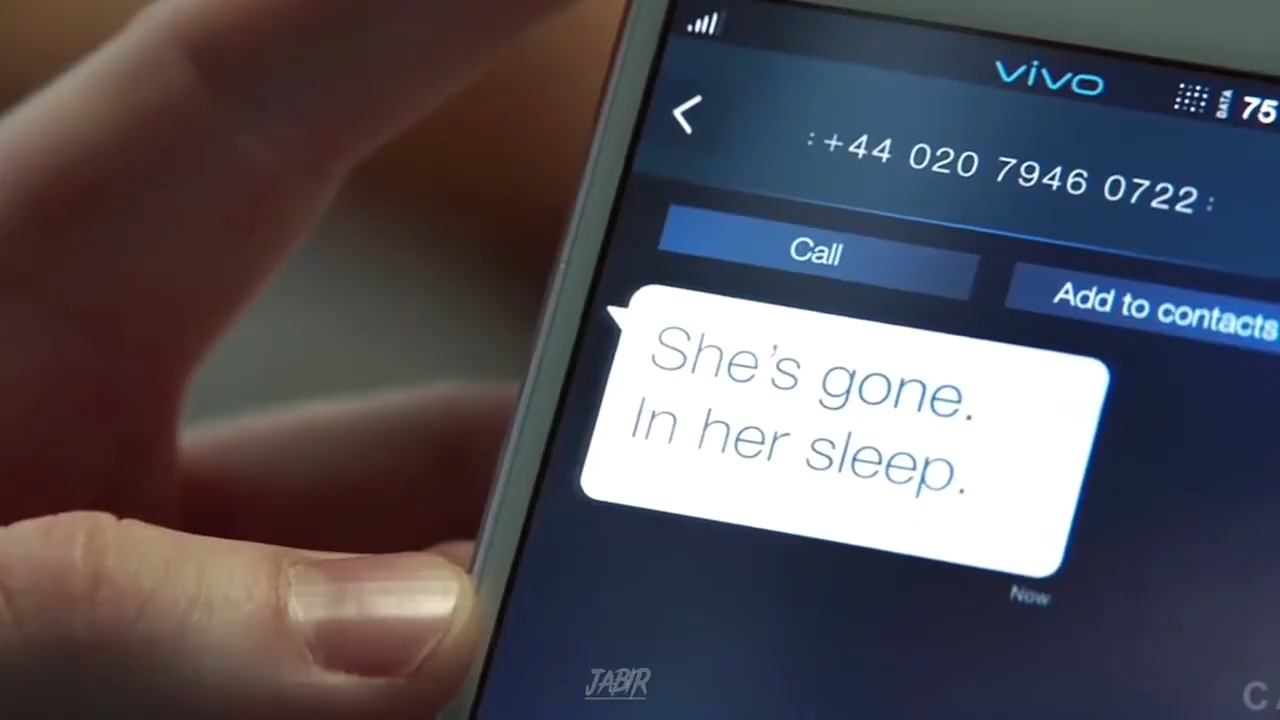 vivo
DATA
75
:+44 020 7946 0722:
Call
Add to contacts
She's gone.
In her sleep.
Now
JABIR